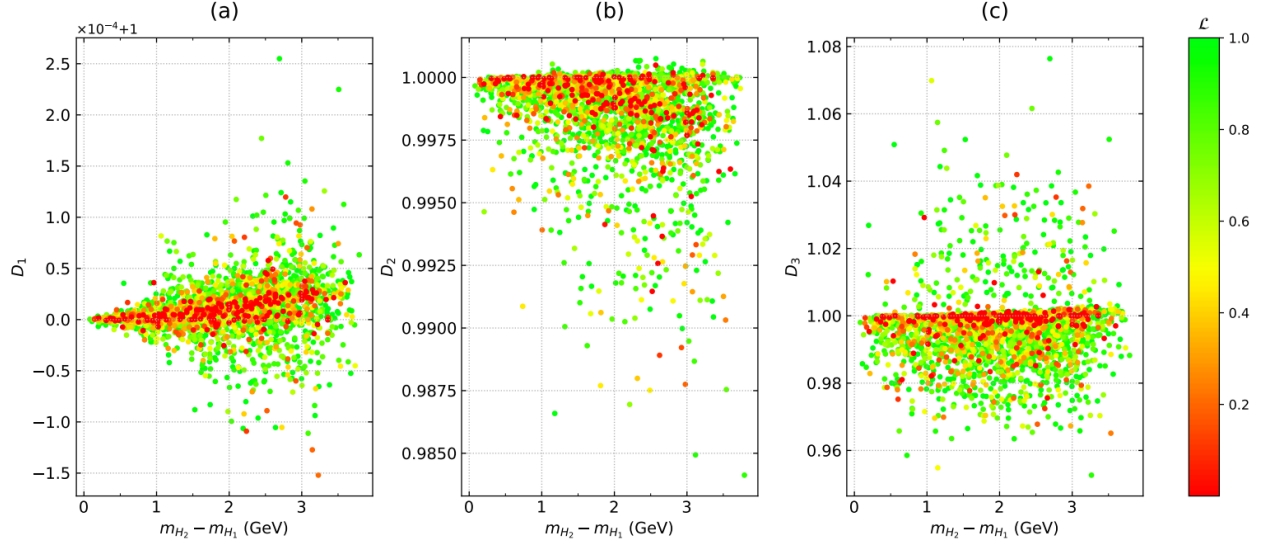 (a)
(b)
(c)
×10⁻⁴+1
2.5
2.0
1.5
1.0
0.5
0.0
−0.5
−1.0
−1.5
D₁
0 1 2 3
m_{H₂} − m_{H₁} (GeV)
1.0000
0.9975
0.9950
0.9925
0.9900
0.9875
0.9850
D₂
0 1 2 3
m_{H₂} − m_{H₁} (GeV)
1.08
1.06
1.04
1.02
1.00
0.98
0.96
D₃
0 1 2 3
m_{H₂} − m_{H₁} (GeV)
ℒ
1.0
0.8
0.6
0.4
0.2